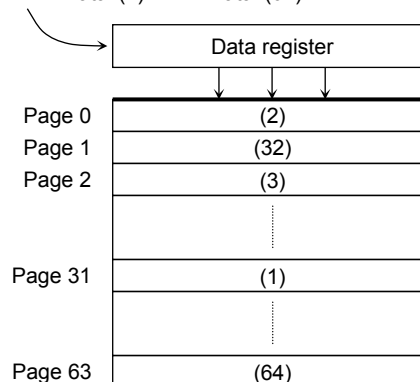 Data register
Page 0 (2)
Page 1 (32)
Page 2 (3)
Page 31 (1)
Page 63 (64)